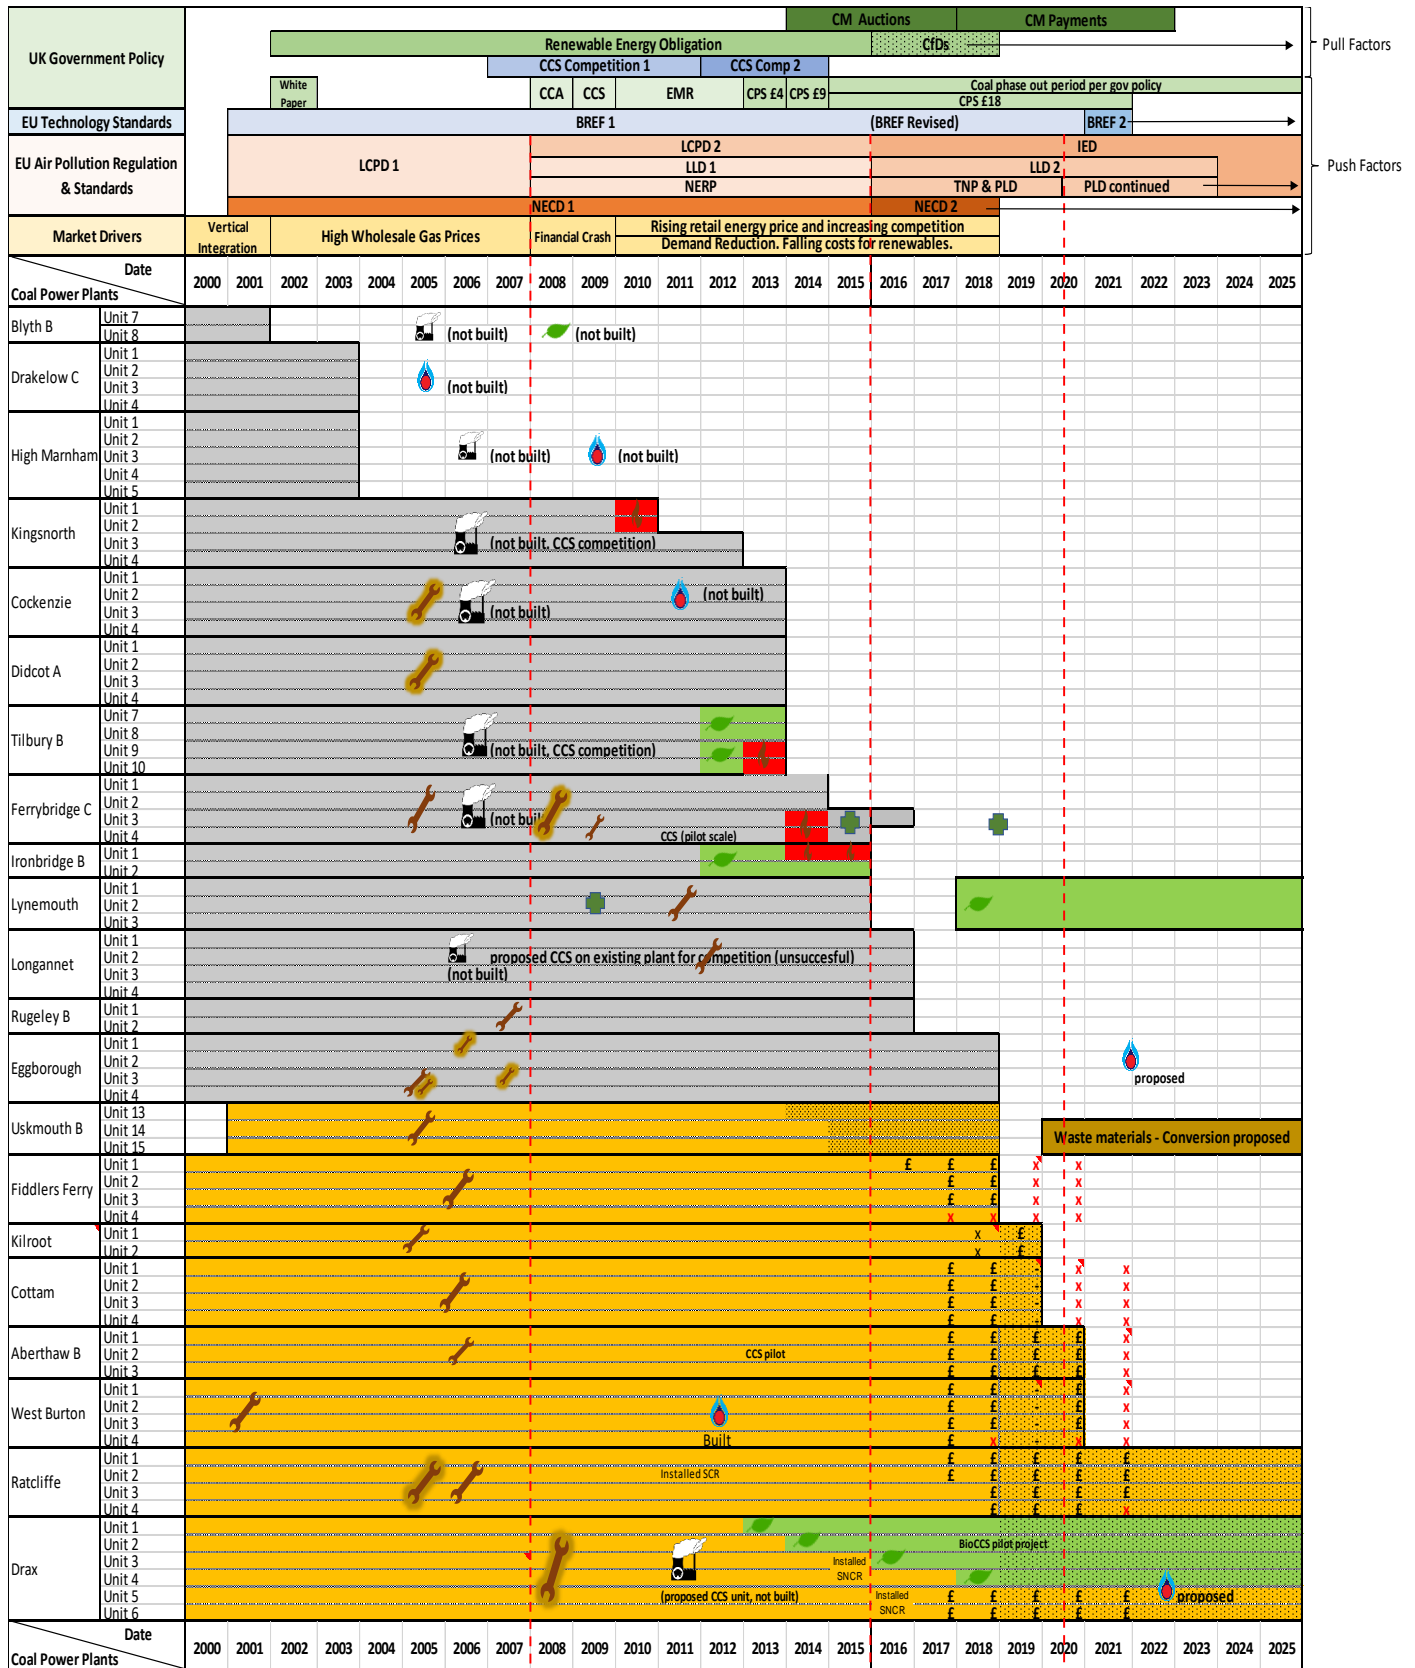 CM Auctions CM Payments
Renewable Energy Obligation CfDs
Pull Factors
UK Government Policy
CCS Competition 1 CCS Comp 2
White Paper CCA CCS EMR CPS £4 CPS £9 Coal phase out period per gov policy
CPS £18
EU Technology Standards BREF 1 (BREF Revised) BREF 2
LCPD 2 IED
EU Air Pollution Regulation & Standards LCPD 1 LLD 1 LLD 2
Push Factors
NERP TNP & PLD PLD continued
NECD 1 NECD 2
Market Drivers Vertical Integration High Wholesale Gas Prices Financial Crash Rising retail energy price and increasing competition
Demand Reduction. Falling costs for renewables.
Date
Coal Power Plants 2000 2001 2002 2003 2004 2005 2006 2007 2008 2009 2010 2011 2012 2013 2014 2015 2016 2017 2018 2019 2020 2021 2022 2023 2024 2025
Blyth B Unit 7
Unit 8 (not built) (not built)
Drakelow C Unit 1
Unit 2
Unit 3 (not built)
Unit 4
High Marnham Unit 1
Unit 2
Unit 3 (not built) (not built)
Unit 4
Unit 5
Kingsnorth Unit 1
Unit 2
Unit 3 (not built, CCS competition)
Unit 4
Cockenzie Unit 1
Unit 2 (not built)
Unit 3 (not built)
Unit 4
Didcot A Unit 1
Unit 2
Unit 3
Unit 4
Tilbury B Unit 7
Unit 8
Unit 9 (not built, CCS competition)
Unit 10
Ferrybridge C Unit 1
Unit 2
Unit 3 (not buil
Unit 4 CCS (pilot scale)
Ironbridge B Unit 1
Unit 2
Lynemouth Unit 1
Unit 2
Unit 3
Longannet Unit 1
Unit 2 proposed CCS on existing plant for competition (unsuccesful)
Unit 3 (not built)
Unit 4
Rugeley B Unit 1
Unit 2
Eggborough Unit 1
Unit 2
Unit 3 proposed
Unit 4
Uskmouth B Unit 13
Unit 14 Waste materials - Conversion proposed
Unit 15
Fiddlers Ferry Unit 1 £ £ £ x x
Unit 2 £ £ x x
Unit 3 £ £ x x
Unit 4 x x x x
Kilroot Unit 1 x £
Unit 2 x £
Cottam Unit 1 £ £ - x x
Unit 2 £ £ - x x
Unit 3 £ £ - x x
Unit 4 £ £ - x x
Aberthaw B Unit 1 £ £ £ £ x
Unit 2 CCS pilot £ £ £ £ x
Unit 3 £ £ £ £ x
West Burton Unit 1 £ £ - £ x
Unit 2 £ £ - £ x
Unit 3 £ £ - £ x
Unit 4 Built £ x - x x
Ratcliffe Unit 1 £ £ £ £ £
Unit 2 Installed SCR £ £ £ £ £
Unit 3 £ £ £ £
Unit 4 £ £ £ x
Drax Unit 1
Unit 2 BioCCS pilot project
Unit 3 Installed
Unit 4 SNCR
Unit 5 (proposed CCS unit, not built) Installed £ £ £ £ £ proposed
Unit 6 SNCR £ £ £ £ £
Date
Coal Power Plants 2000 2001 2002 2003 2004 2005 2006 2007 2008 2009 2010 2011 2012 2013 2014 2015 2016 2017 2018 2019 2020 2021 2022 2023 2024 2025